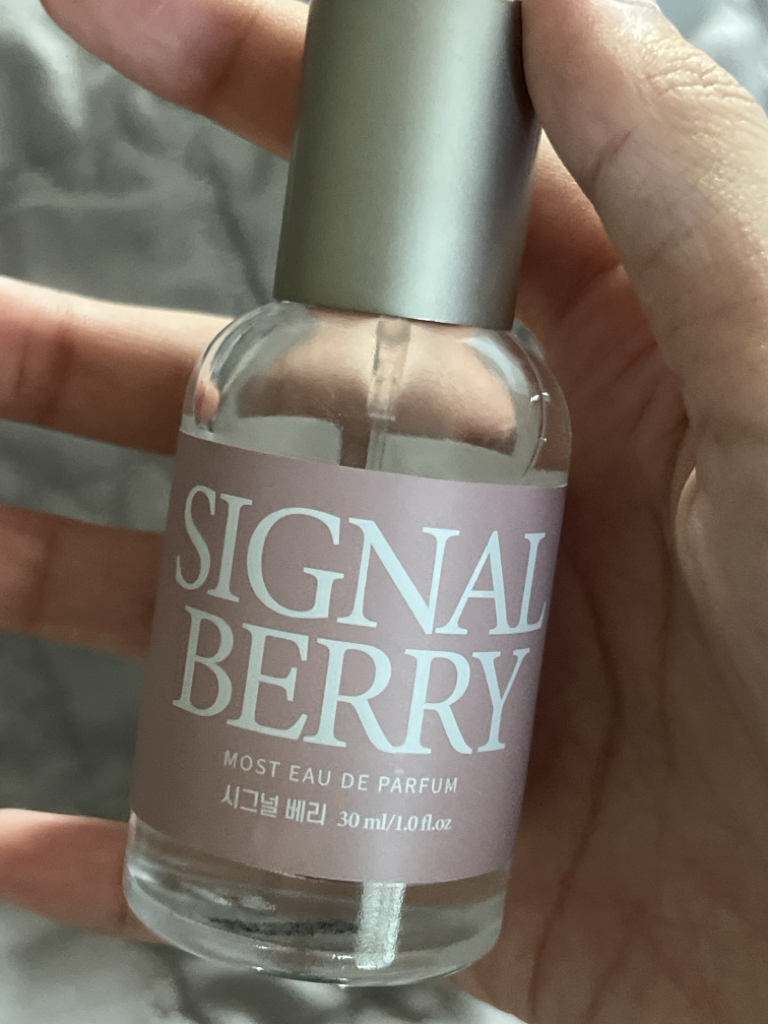 SIGNAL
BERRY
MOST EAU DE PARFUM
시그널 베리 30 ml/1.0 fl.oz